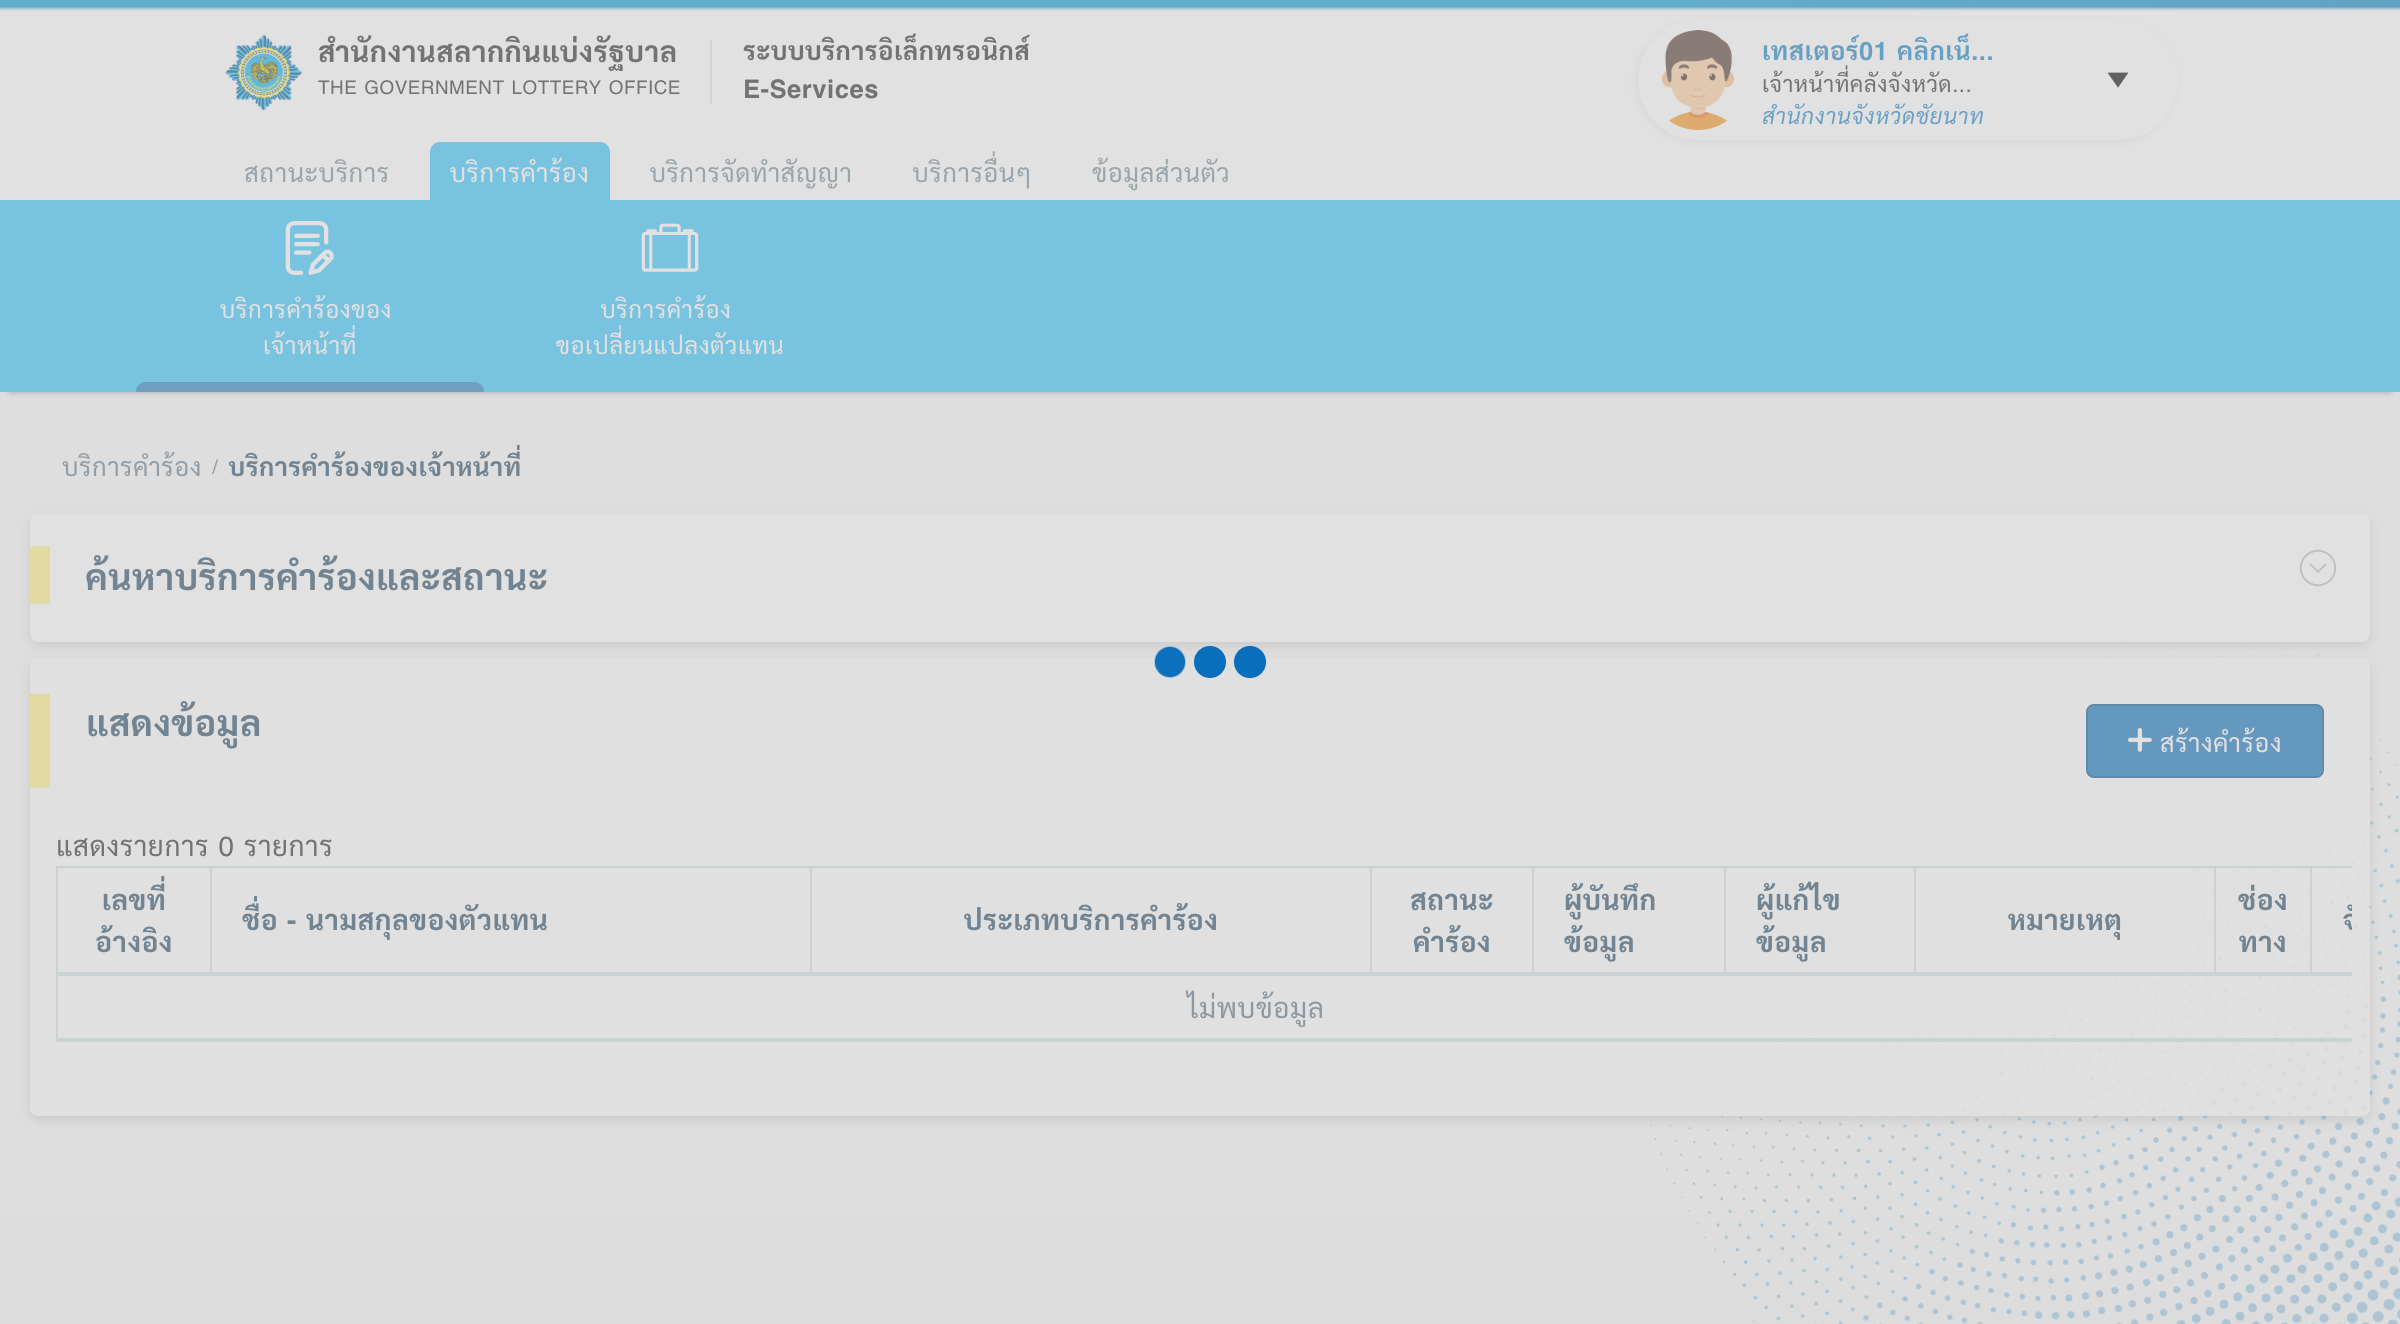 สำนักงานสลากกินแบ่งรัฐบาล
THE GOVERNMENT LOTTERY OFFICE
ระบบบริการอิเล็กทรอนิกส์
E-Services
เทสเตอร์01 คลิกเน็...
เจ้าหน้าที่คลังจังหวัด...
สำนักงานจังหวัดชัยนาท
สถานะบริการ
บริการคำร้อง
บริการจัดทำสัญญา
บริการอื่นๆ
ข้อมูลส่วนตัว
บริการคำร้องของ
เจ้าหน้าที่
บริการคำร้อง
ขอเปลี่ยนแปลงตัวแทน
บริการคำร้อง / บริการคำร้องของเจ้าหน้าที่
ค้นหาบริการคำร้องและสถานะ
แสดงข้อมูล
สร้างคำร้อง
แสดงรายการ 0 รายการ
เลขที่
อ้างอิง
ชื่อ - นามสกุลของตัวแทน
ประเภทบริการคำร้อง
สถานะ
คำร้อง
ผู้บันทึก
ข้อมูล
ผู้แก้ไข
ข้อมูล
หมายเหตุ
ช่อง
ทาง
ไม่พบข้อมูล